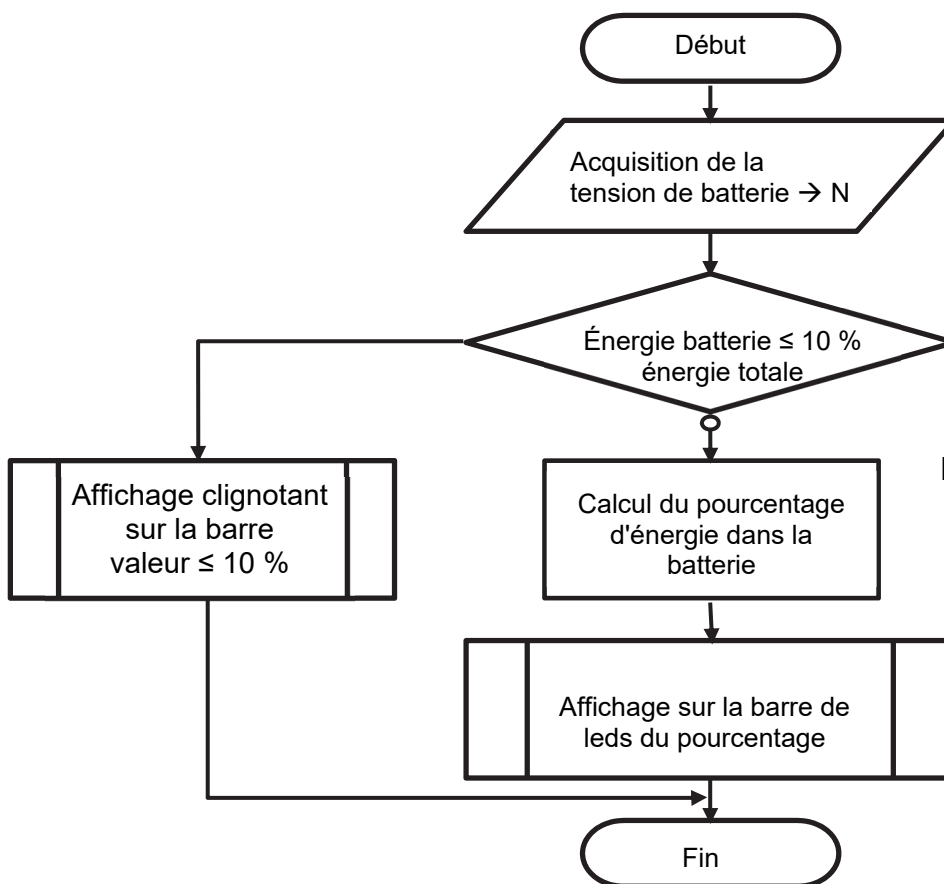 Début
Acquisition de la
tension de batterie → N
Énergie batterie ≤ 10 %
énergie totale
Affichage clignotant
sur la barre
valeur ≤ 10 %
Calcul du pourcentage
d'énergie dans la
batterie
Affichage sur la barre de
leds du pourcentage
Fin